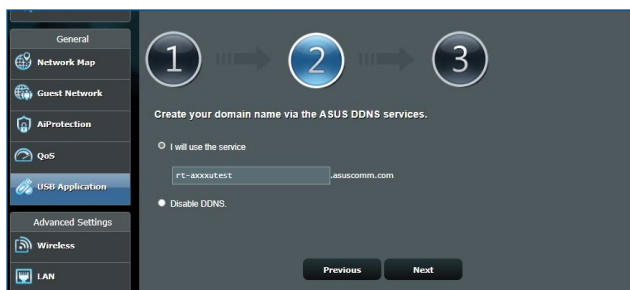 General
Network Map
Guest Network
AiProtection
QoS
USB Application
Advanced Settings
Wireless
LAN
1
2
3
Create your domain name via the ASUS DDNS services.
I will use the service
rt-axxxutest .asuscomm.com
Disable DDNS.
Previous Next